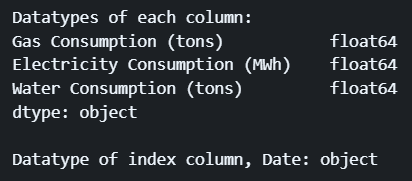 Datatypes of each column:
Gas Consumption (tons)           float64
Electricity Consumption (MWh)    float64
Water Consumption (tons)         float64
dtype: object

Datatype of index column, Date: object